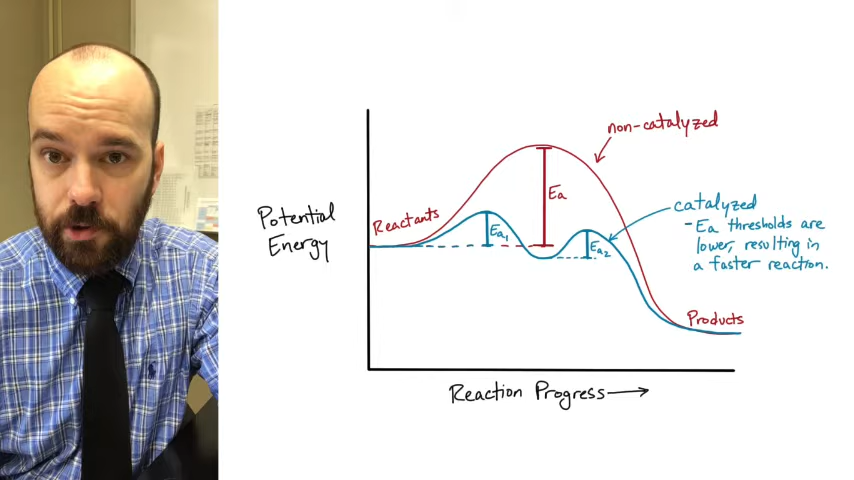 non-catalyzed
Ea
Reactants
catalyzed
- Ea thresholds are
lower, resulting in
a faster reaction.
Potential
Energy
Ea₁
Ea₂
Products
Reaction Progress